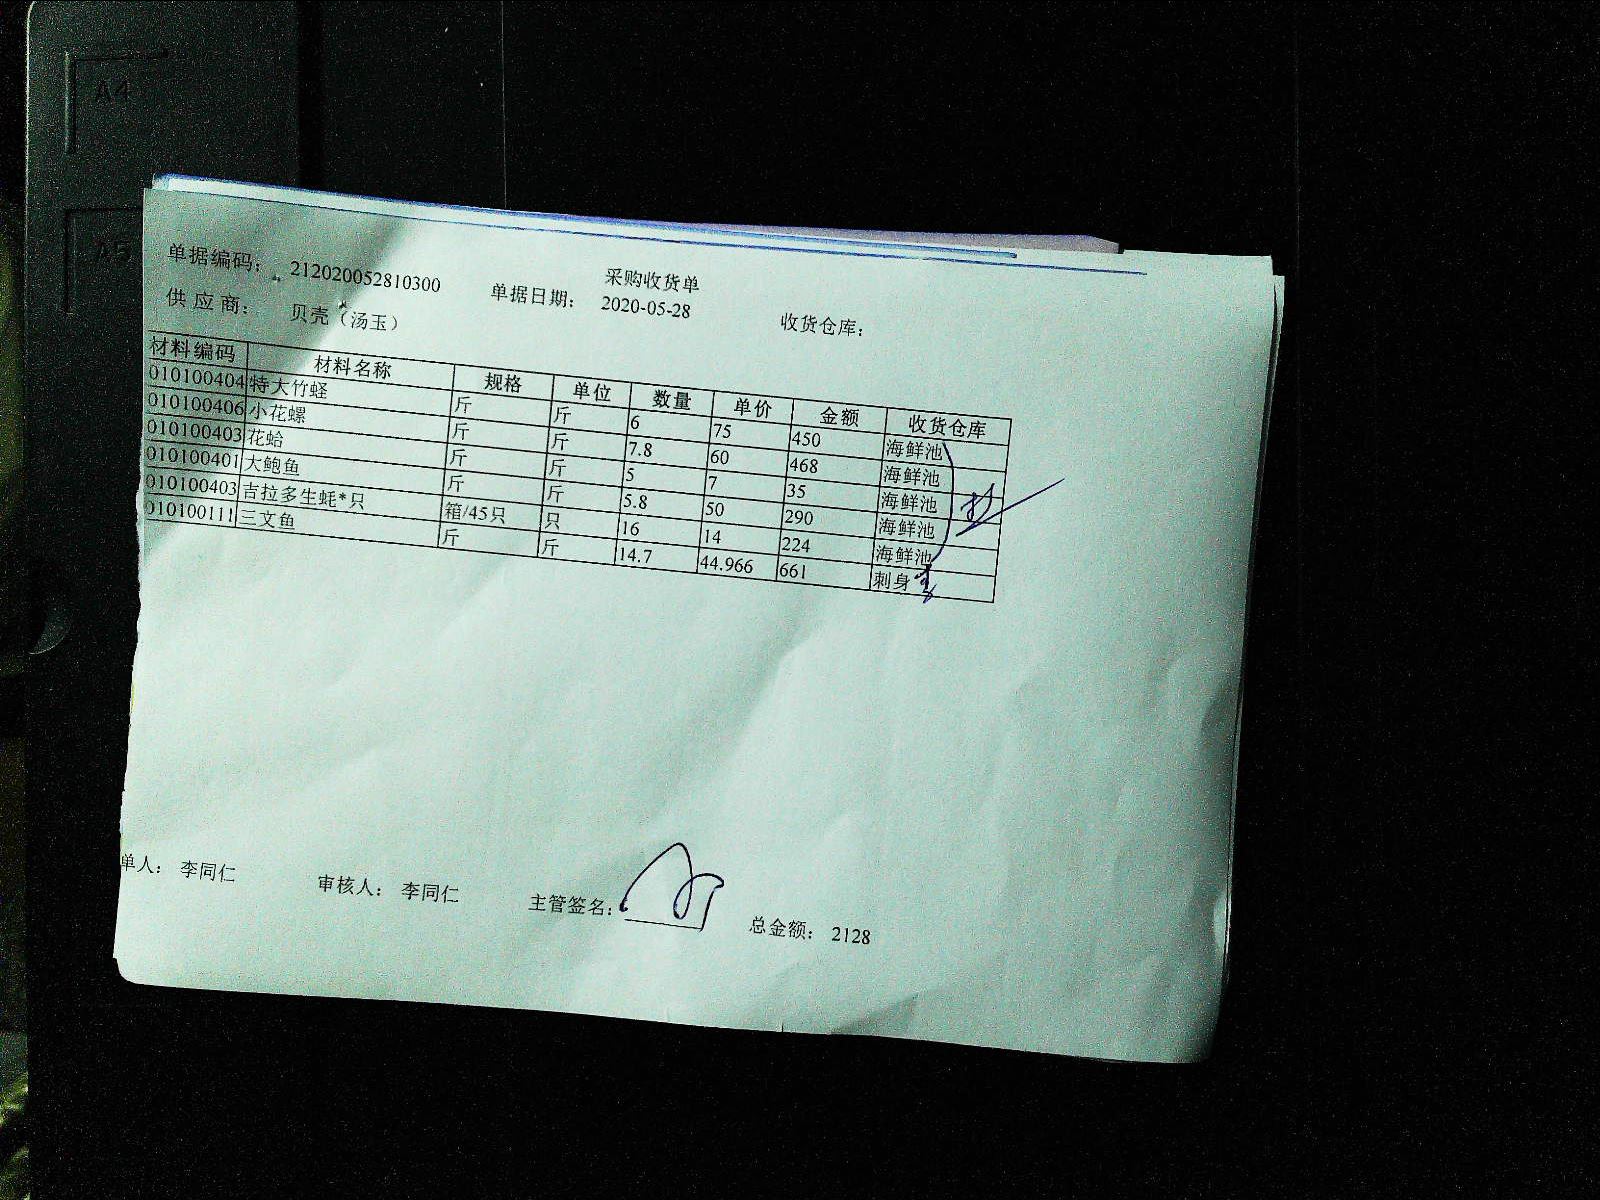 A4
A5
采购收货单
单据编码： 212020052810300 单据日期： 2020-05-28 收货仓库：
供 应 商： 贝壳（汤玉）
材料编码 材料名称 规格 单位 数量 单价 金额 收货仓库
010100404 特大竹蛏 斤 斤 6 75 450 海鲜池
010100406 小花螺 斤 斤 7.8 60 468 海鲜池
010100403 花蛤 斤 斤 5 7 35 海鲜池
010100401 大鲍鱼 斤 斤 5.8 50 290 海鲜池
010100403 吉拉多生蚝*只 箱/45只 只 16 14 224 海鲜池
010100111 三文鱼 斤 斤 14.7 44.966 661 刺身
单人： 李同仁 审核人： 李同仁 主管签名： 总金额： 2128